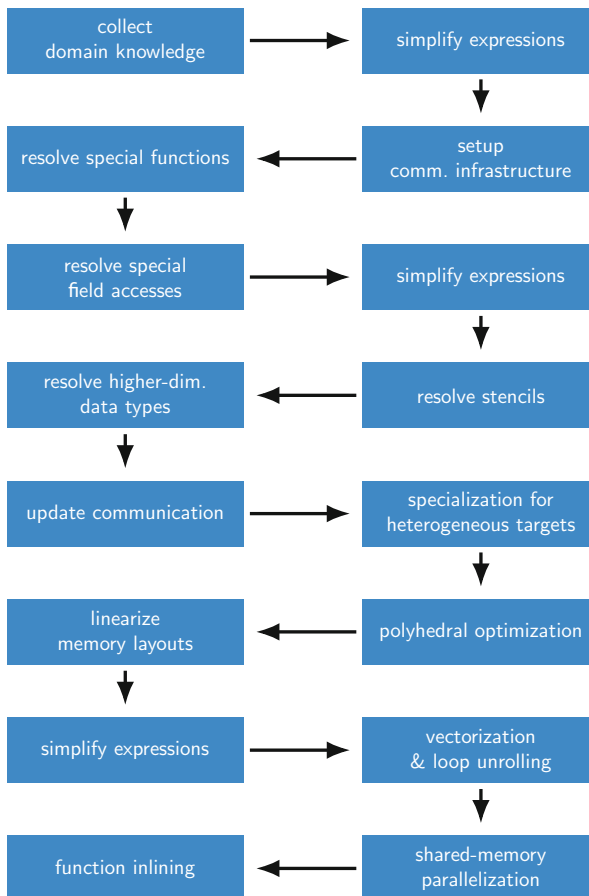 collect
domain knowledge
simplify expressions
resolve special functions
setup
comm. infrastructure
resolve special
field accesses
simplify expressions
resolve higher-dim.
data types
resolve stencils
update communication
specialization for
heterogeneous targets
linearize
memory layouts
polyhedral optimization
simplify expressions
vectorization
& loop unrolling
function inlining
shared-memory
parallelization